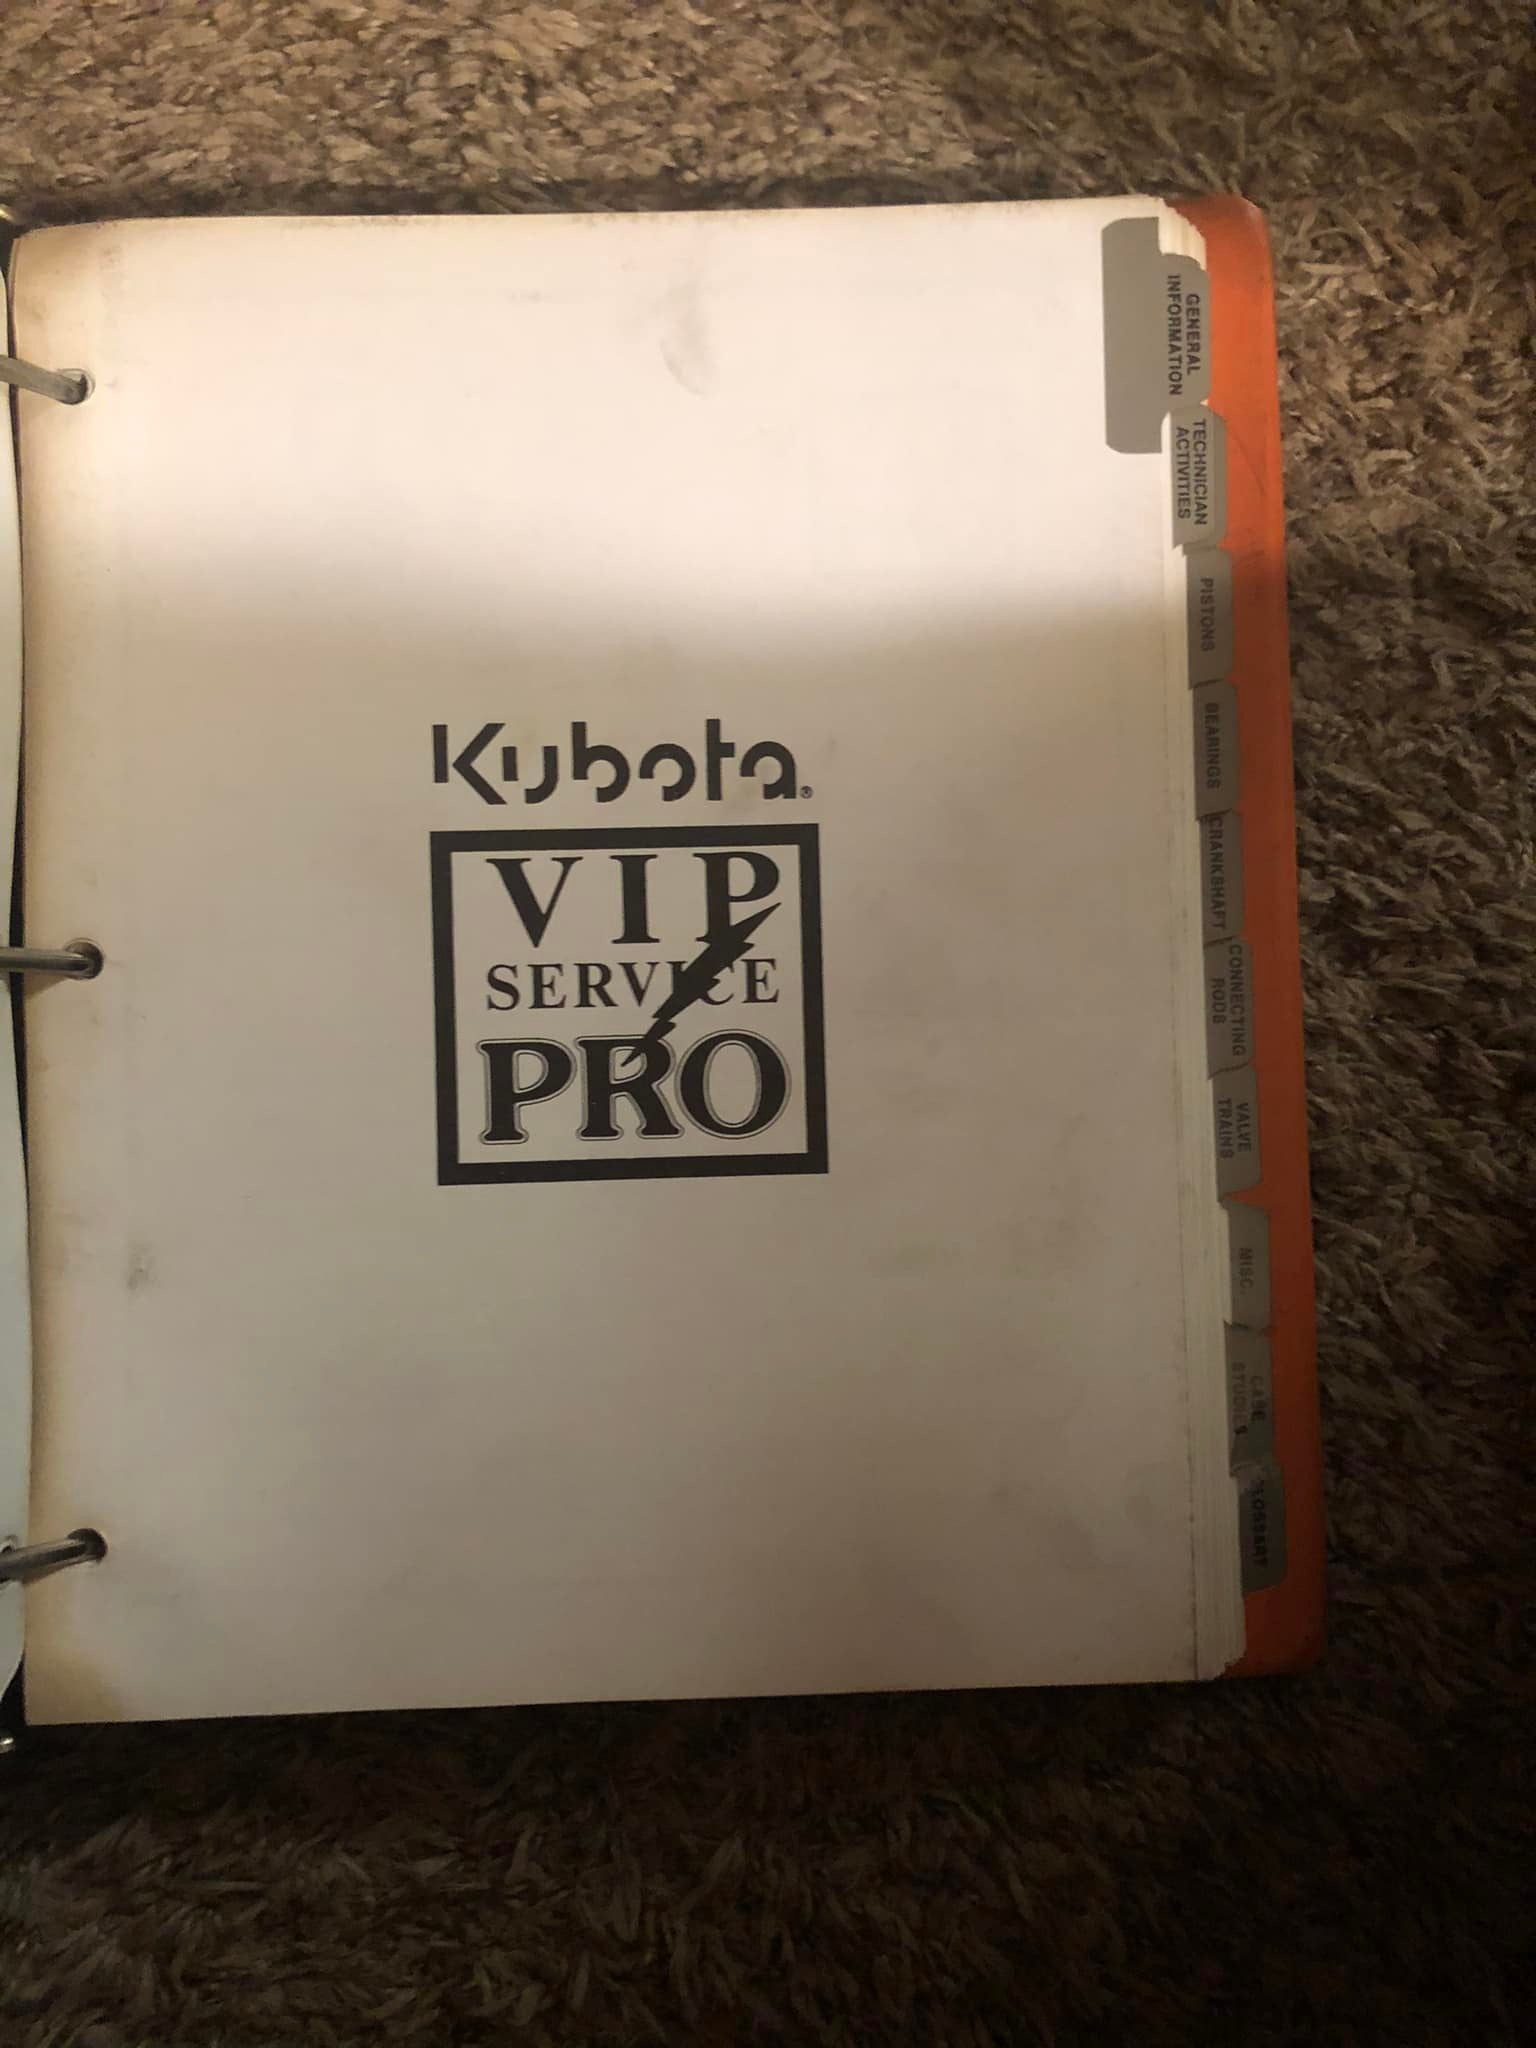 Kubota®
VIP
SERVICE
PRO
GENERAL
INFORMATION
TECHNICIAN
ACTIVITIES
PISTONS
BEARINGS
CRANKSHAFT
CONNECTING
RODS
VALVE
TRAINS
MISC
CASE
STUDIES
GLOSSARY